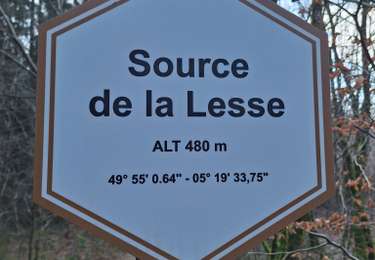 Source
de la Lesse
ALT 480 m
49° 55' 0.64" - 05° 19' 33,75"